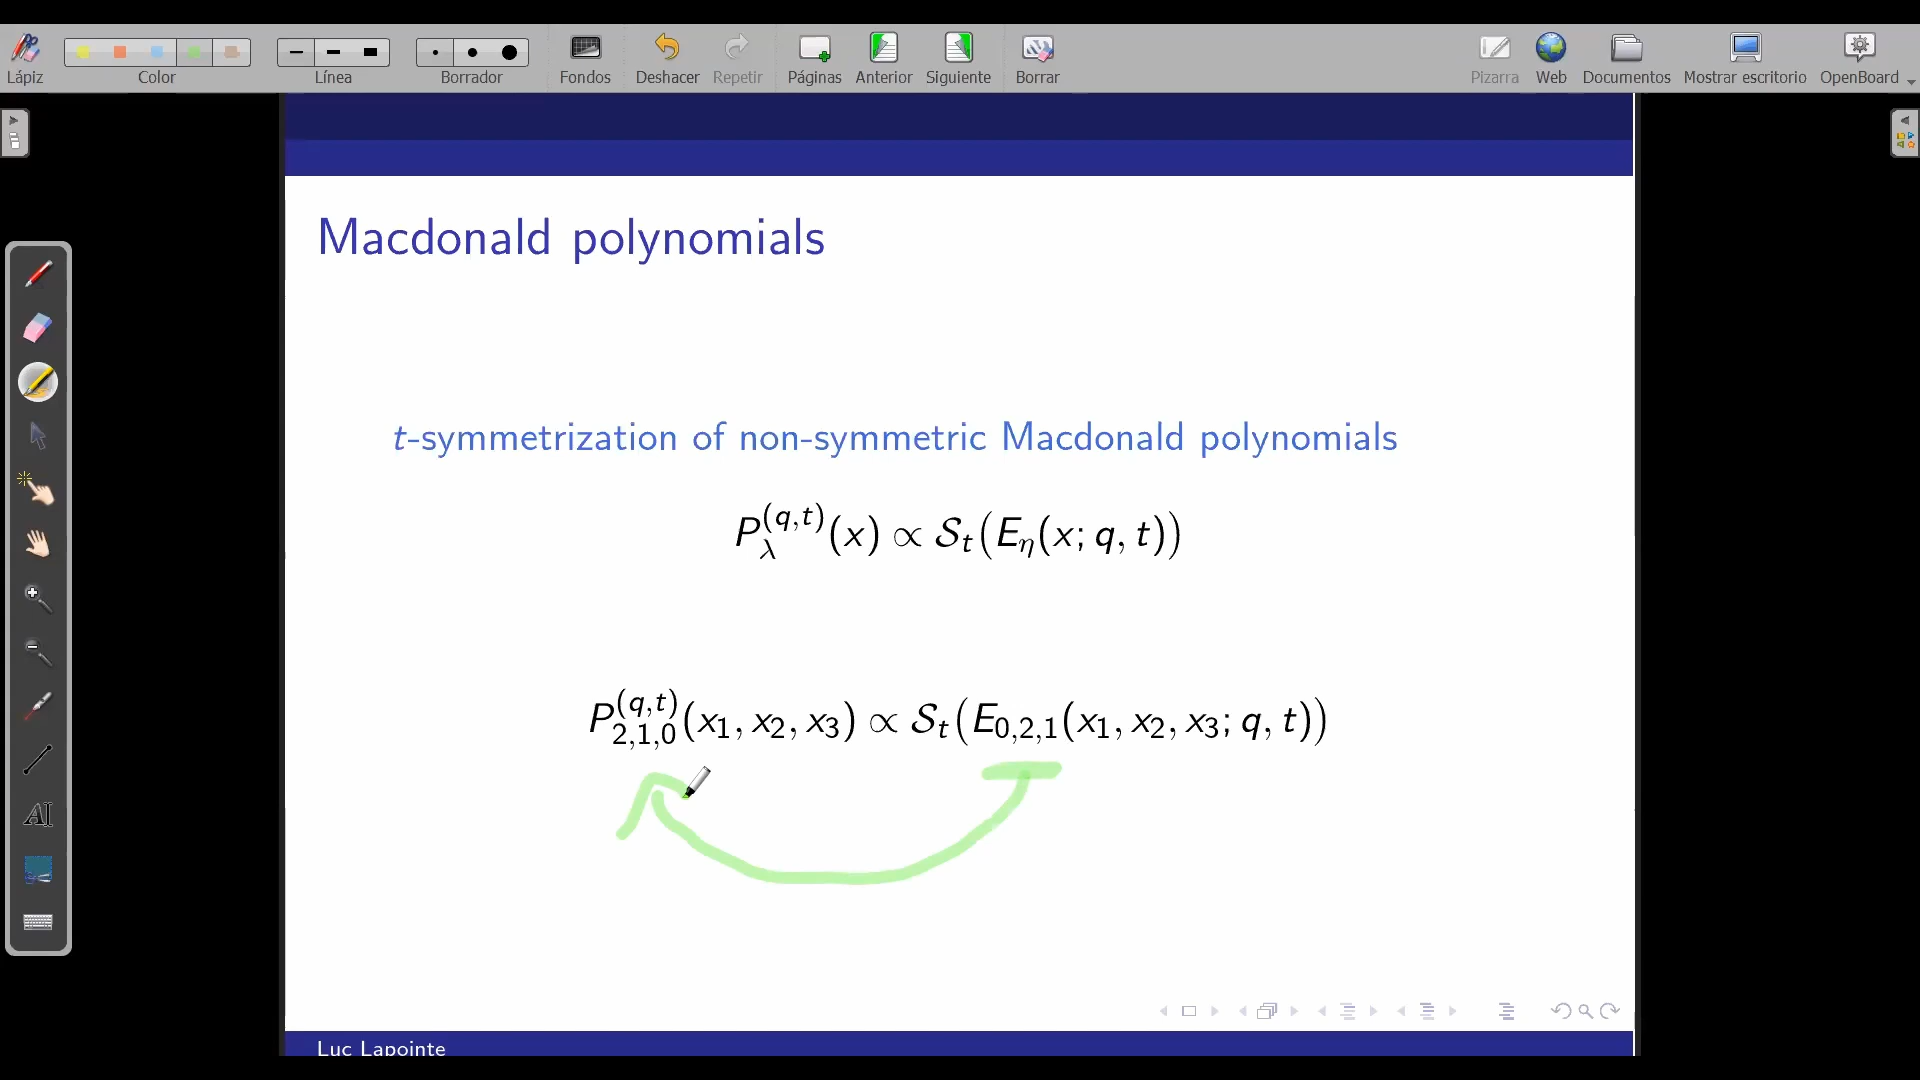 Lápiz Color Línea Borrador Fondos Deshacer Repetir Páginas Anterior Siguiente Borrar Pizarra Web Documentos Mostrar escritorio OpenBoard
Macdonald polynomials
t-symmetrization of non-symmetric Macdonald polynomials
P_λ^{(q,t)}(x) ∝ 𝒮_t(E_η(x; q, t))
P_{2,1,0}^{(q,t)}(x_1, x_2, x_3) ∝ 𝒮_t(E_{0,2,1}(x_1, x_2, x_3; q, t))
AI
Luc Lapointe